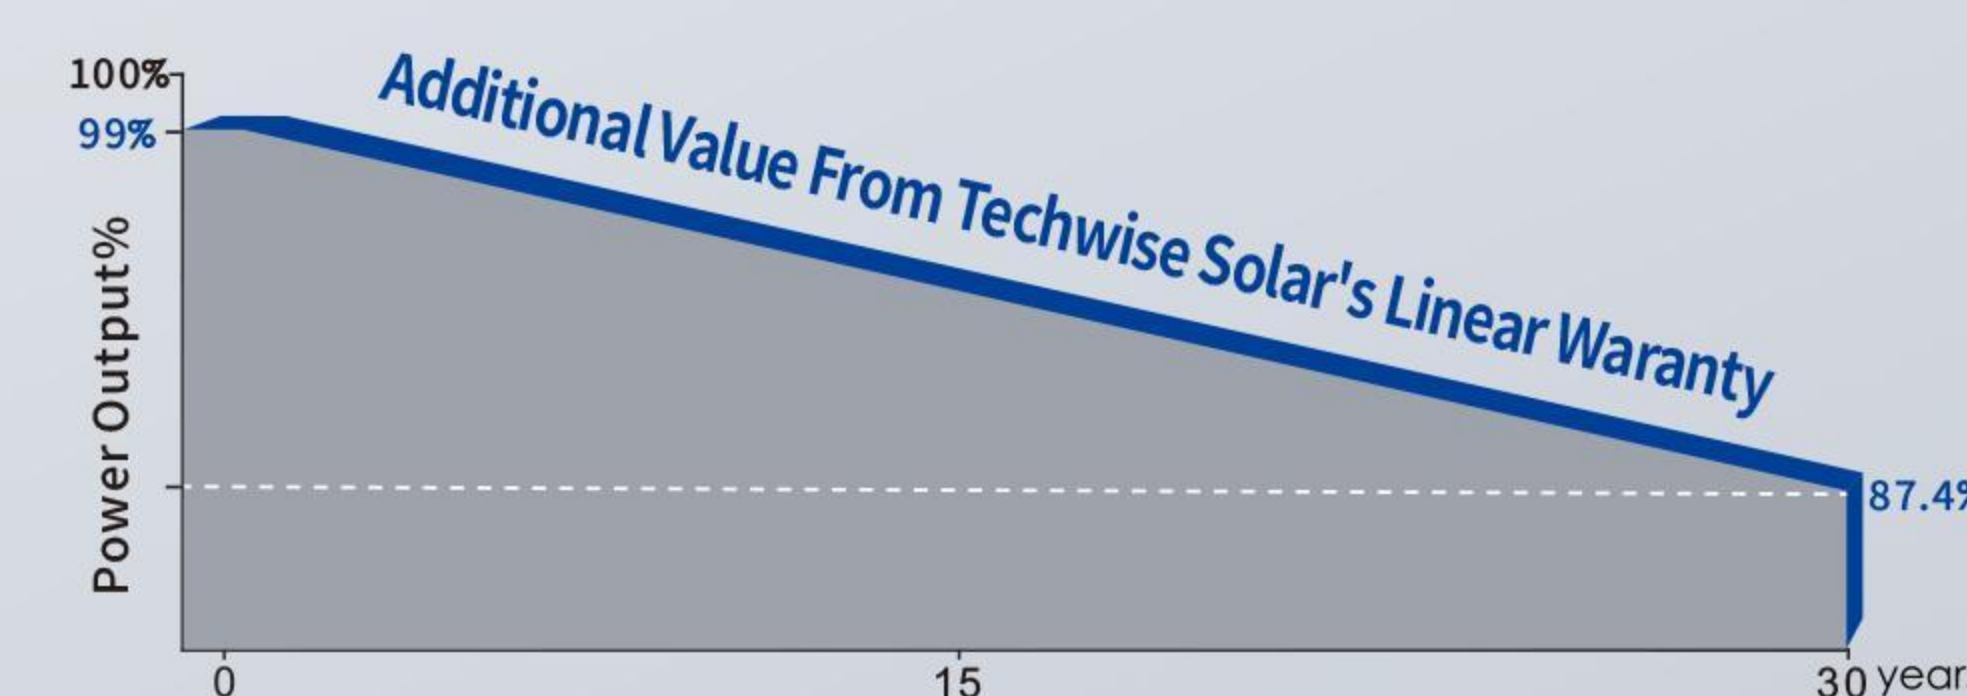 100%
Additional Value From Techwise Solar's Linear Waranty
99%
Power Output%
87.4%
0
15
30 year